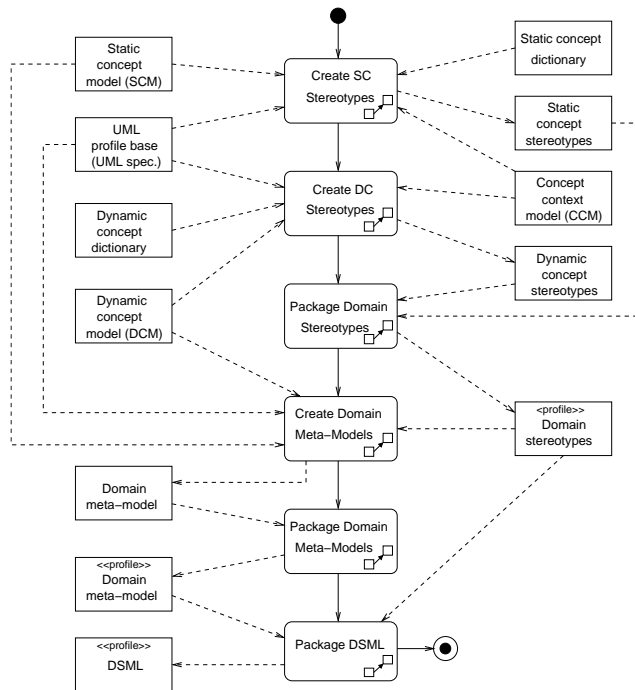 Static
concept
model (SCM)
Create SC
Stereotypes
Static concept
dictionary
Static
concept
stereotypes
UML
profile base
(UML spec.)
Create DC
Stereotypes
Concept
context
model (CCM)
Dynamic
concept
dictionary
Dynamic
concept
stereotypes
Dynamic
concept
model (DCM)
Package Domain
Stereotypes
Create Domain
Meta−Models
<profile>>
Domain
stereotypes
Domain
meta−model
Package Domain
Meta−Models
<<profile>>
Domain
meta−model
Package DSML
<<profile>>
DSML